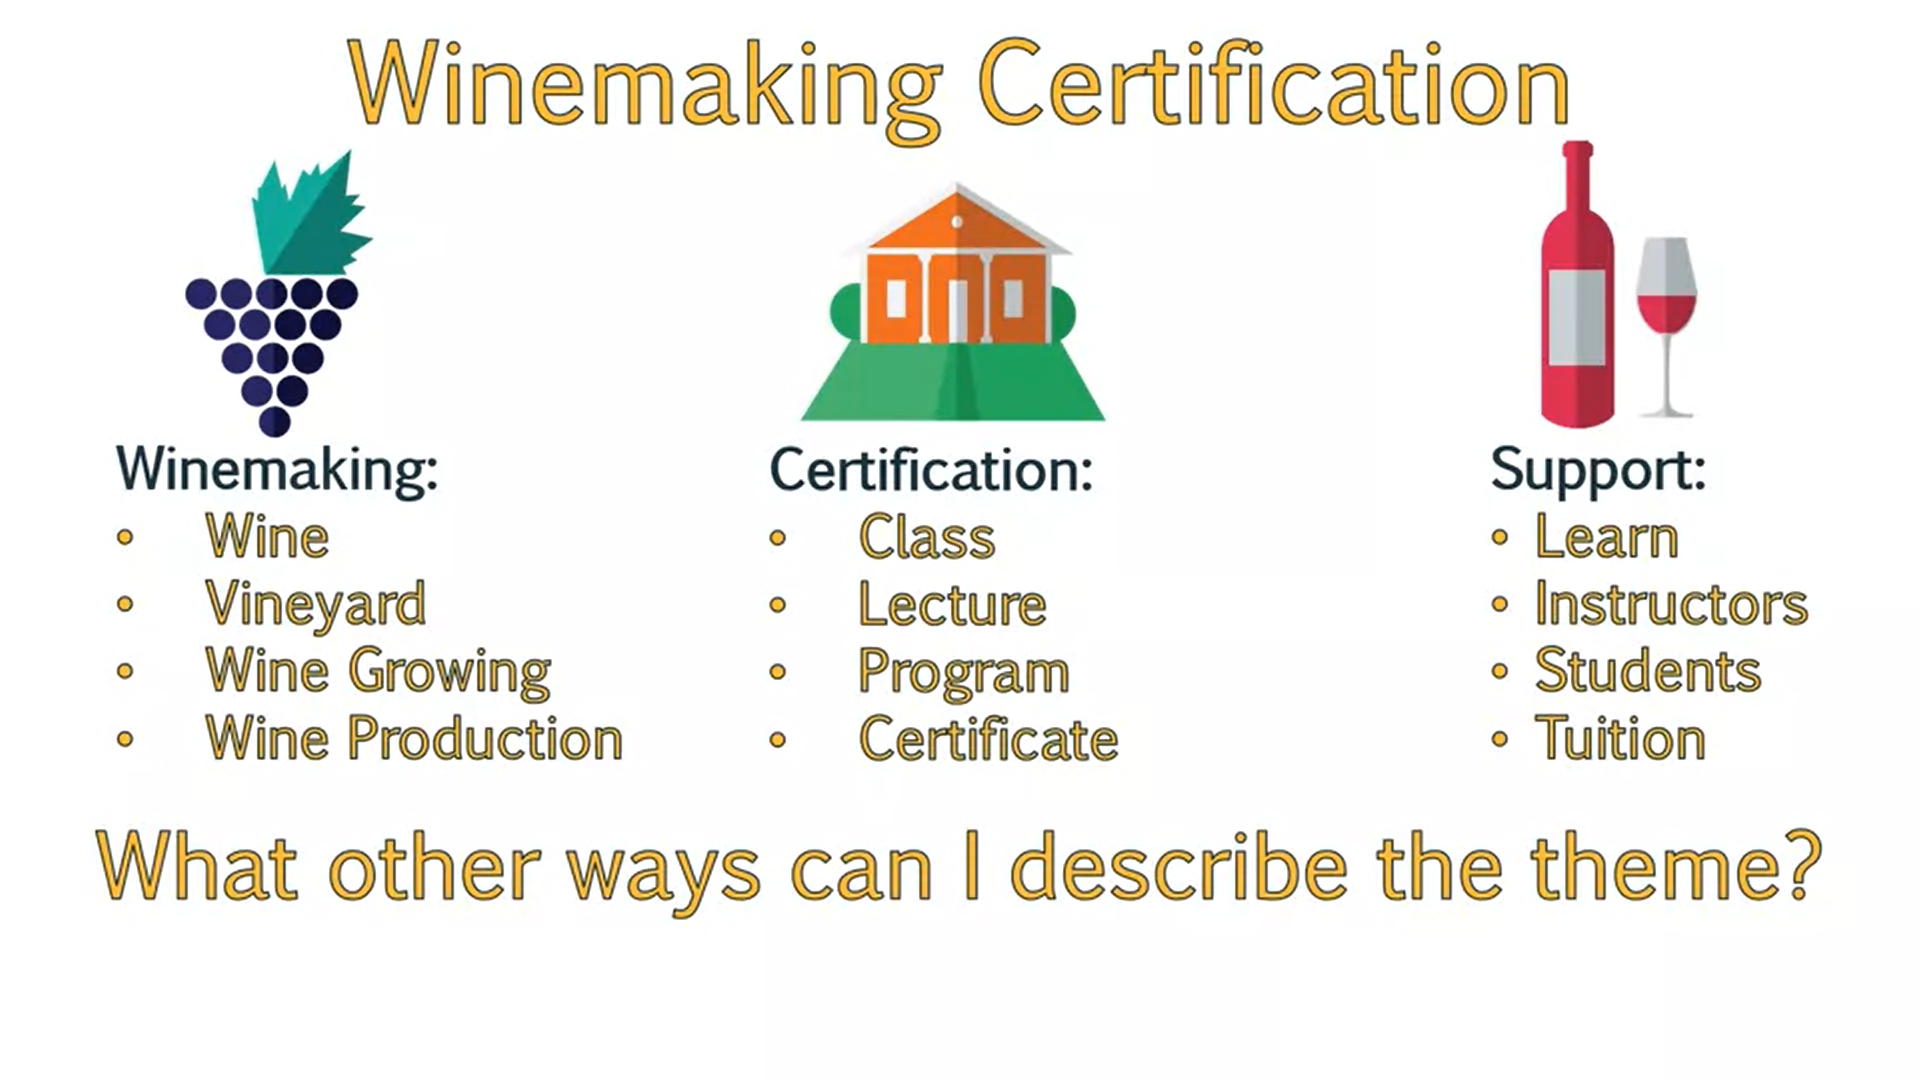 Winemaking Certification
Winemaking:
• Wine
• Vineyard
• Wine Growing
• Wine Production
Certification:
• Class
• Lecture
• Program
• Certificate
Support:
• Learn
• Instructors
• Students
• Tuition
What other ways can I describe the theme?